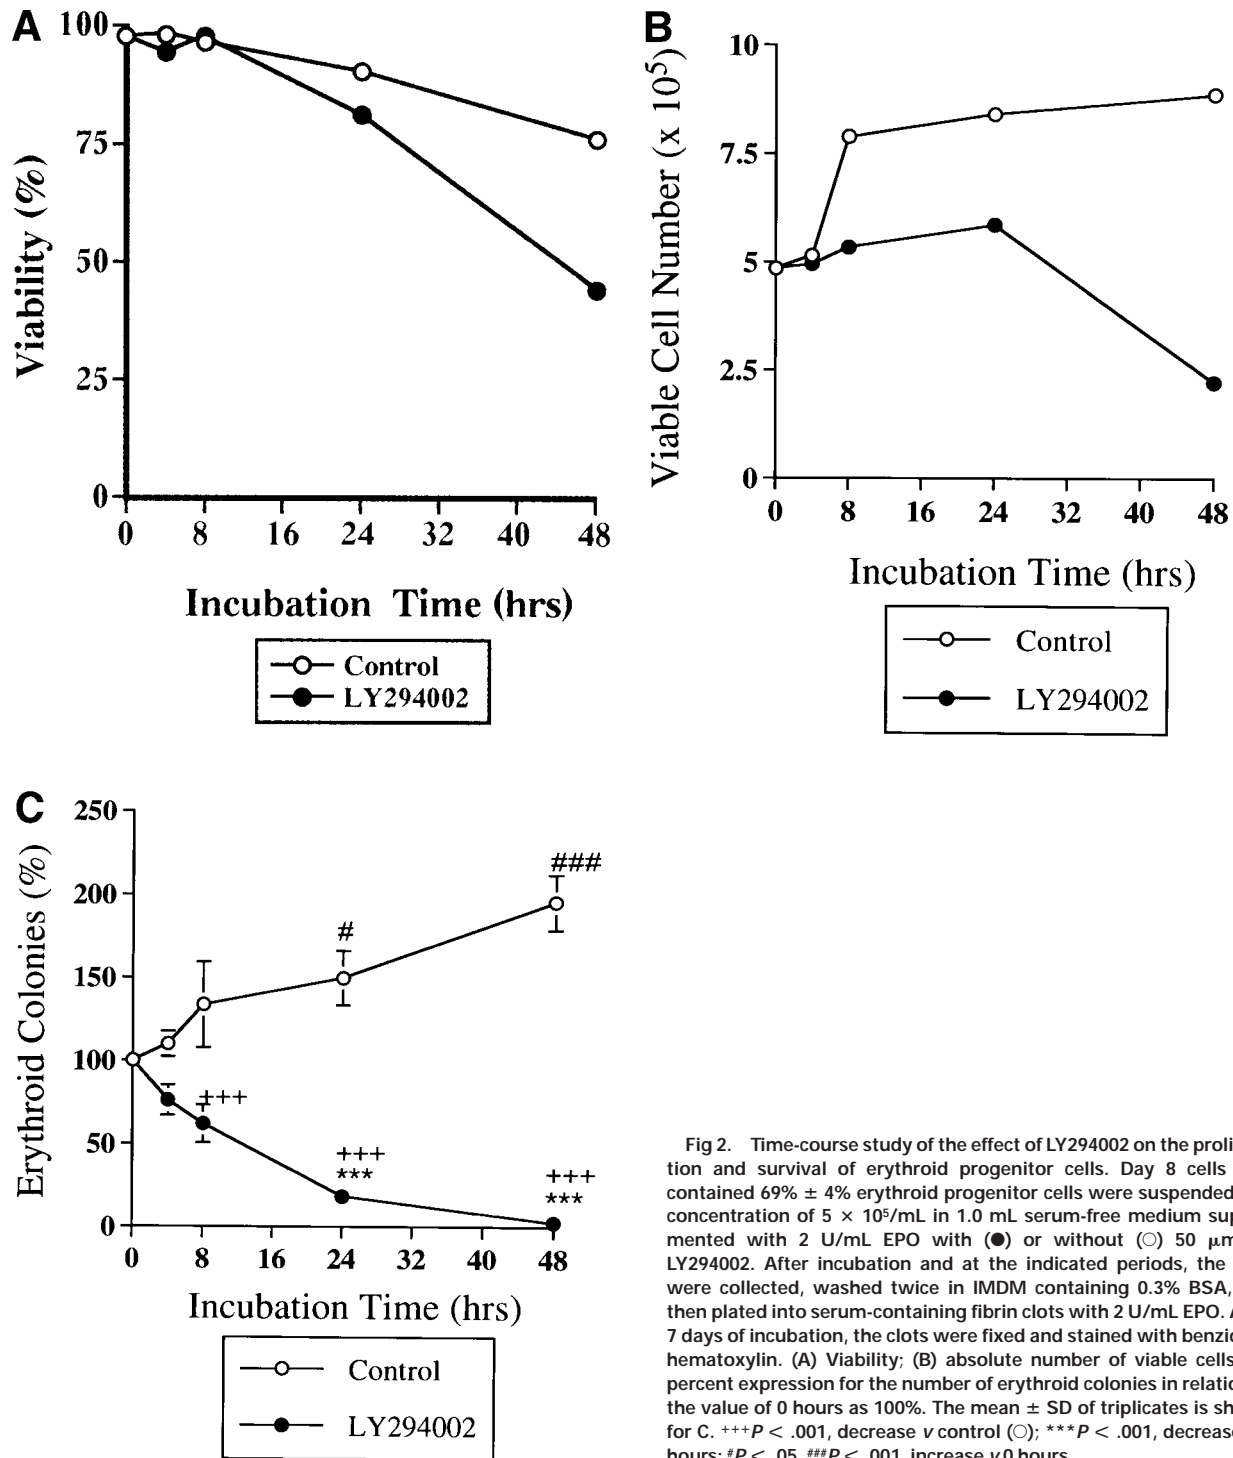 A
100
75
50
25
0
Viability (%)
0 8 16 24 32 40 48
Incubation Time (hrs)
Control
LY294002
B
10
7.5
5
2.5
0
Viable Cell Number (x 10⁵)
0 8 16 24 32 40 48
Incubation Time (hrs)
Control
LY294002
C
250
200
150
100
50
0
Erythroid Colonies (%)
###
#
+++
+++
***
+++
***
0 8 16 24 32 40 48
Incubation Time (hrs)
Control
LY294002
Fig 2. Time-course study of the effect of LY294002 on the proli
tion and survival of erythroid progenitor cells. Day 8 cells
contained 69% ± 4% erythroid progenitor cells were suspended
concentration of 5 × 10⁵/mL in 1.0 mL serum-free medium sup
mented with 2 U/mL EPO with (●) or without (○) 50 μm
LY294002. After incubation and at the indicated periods, the
were collected, washed twice in IMDM containing 0.3% BSA,
then plated into serum-containing fibrin clots with 2 U/mL EPO. A
7 days of incubation, the clots were fixed and stained with benzi
hematoxylin. (A) Viability; (B) absolute number of viable cells
percent expression for the number of erythroid colonies in relatio
the value of 0 hours as 100%. The mean ± SD of triplicates is sh
for C. +++P < .001, decrease v control (○); ***P < .001, decrease
hours; #P < .05, ###P < .001, increase v 0 hours